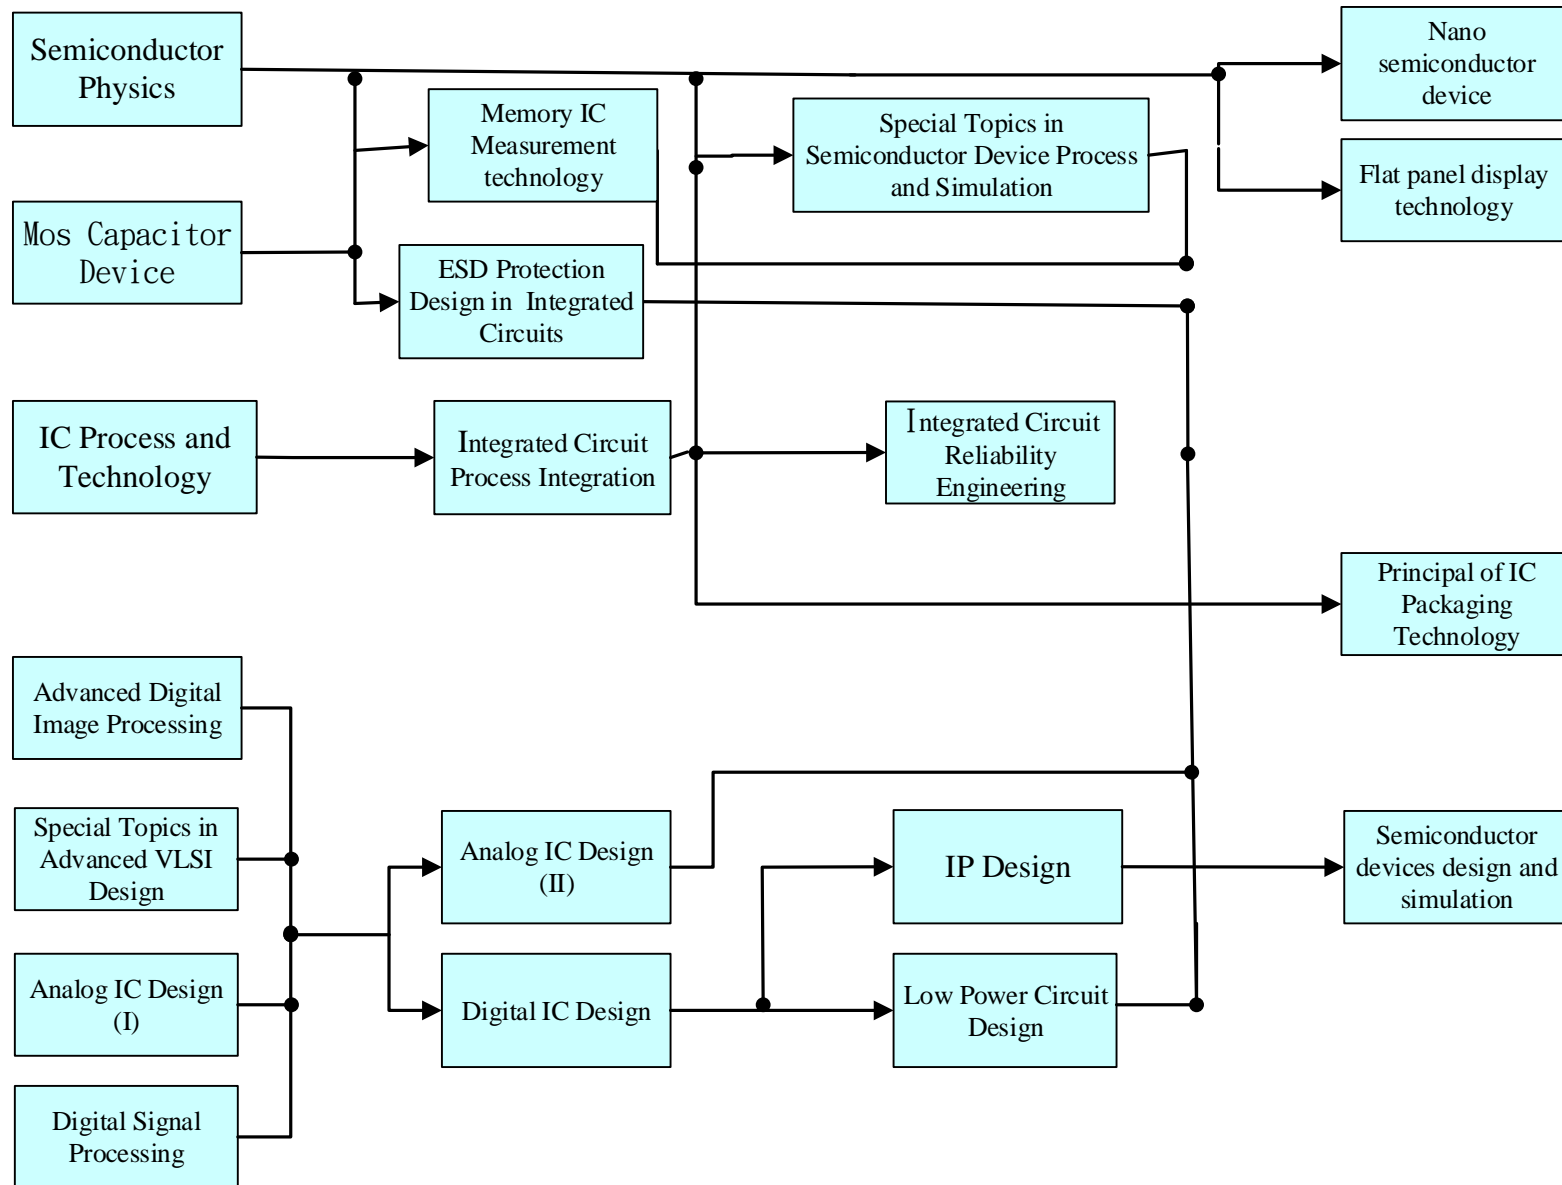 Semiconductor
Physics
Nano
semiconductor
device
Memory IC
Measurement
technology
Special Topics in
Semiconductor Device Process
and Simulation
Flat panel display
technology
Mos Capacitor
Device
ESD Protection
Design in Integrated
Circuits
IC Process and
Technology
Integrated Circuit
Process Integration
Integrated Circuit
Reliability
Engineering
Principal of IC
Packaging
Technology
Advanced Digital
Image Processing
Special Topics in
Advanced VLSI
Design
Analog IC Design
(II)
IP Design
Semiconductor
devices design and
simulation
Analog IC Design
(I)
Digital IC Design
Low Power Circuit
Design
Digital Signal
Processing